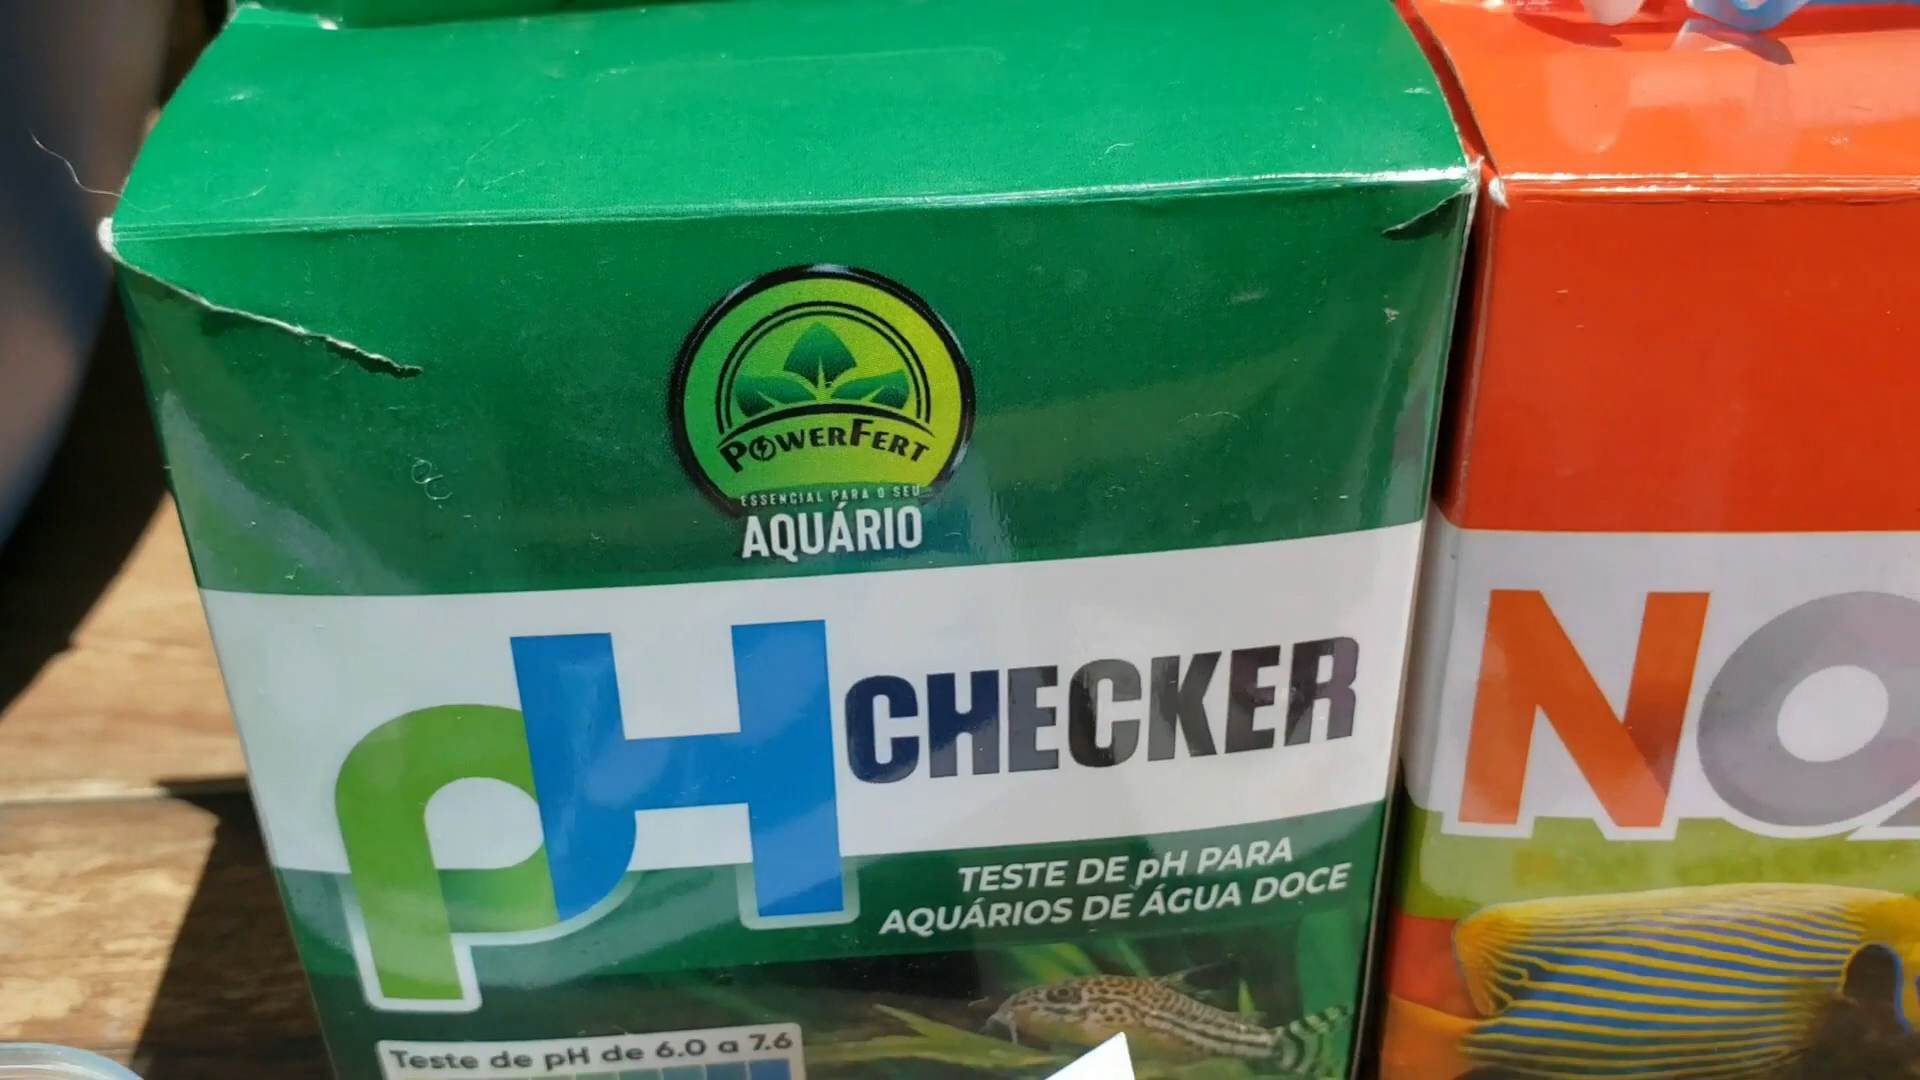 PowerFert
ESSENCIAL PARA O SEU
AQUÁRIO
pH CHECKER
TESTE DE pH PARA
AQUÁRIOS DE ÁGUA DOCE
Teste de pH de 6.0 a 7.6
NO